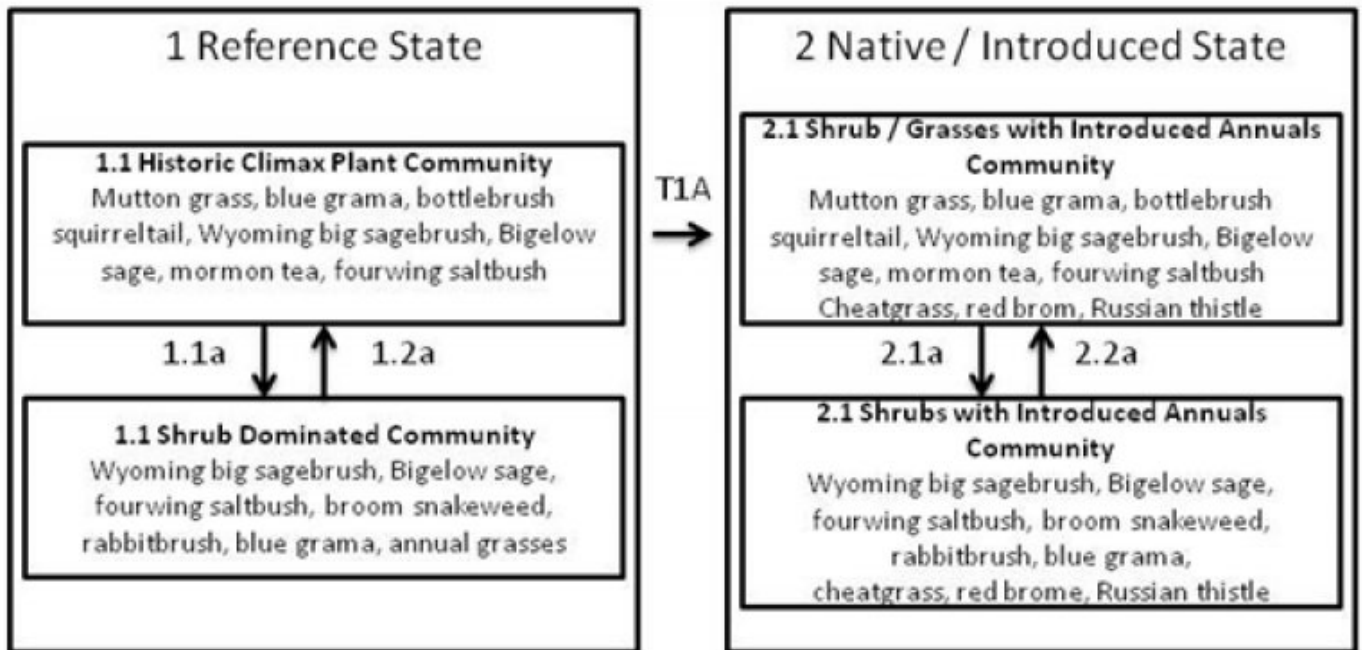 1 Reference State
1.1 Historic Climax Plant Community
Mutton grass, blue grama, bottlebrush
squirreltail, Wyoming big sagebrush, Bigelow
sage, mormon tea, fourwing saltbush
1.1a
1.2a
1.1 Shrub Dominated Community
Wyoming big sagebrush, Bigelow sage,
fourwing saltbush, broom snakeweed,
rabbitbrush, blue grama, annual grasses
T1A
2 Native / Introduced State
2.1 Shrub / Grasses with Introduced Annuals
Community
Mutton grass, blue grama, bottlebrush
squirreltail, Wyoming big sagebrush, Bigelow
sage, mormon tea, fourwing saltbush
Cheatgrass, red brom, Russian thistle
2.1a
2.2a
2.1 Shrubs with Introduced Annuals
Community
Wyoming big sagebrush, Bigelow sage,
fourwing saltbush, broom snakeweed,
rabbitbrush, blue grama,
cheatgrass, red brome, Russian thistle